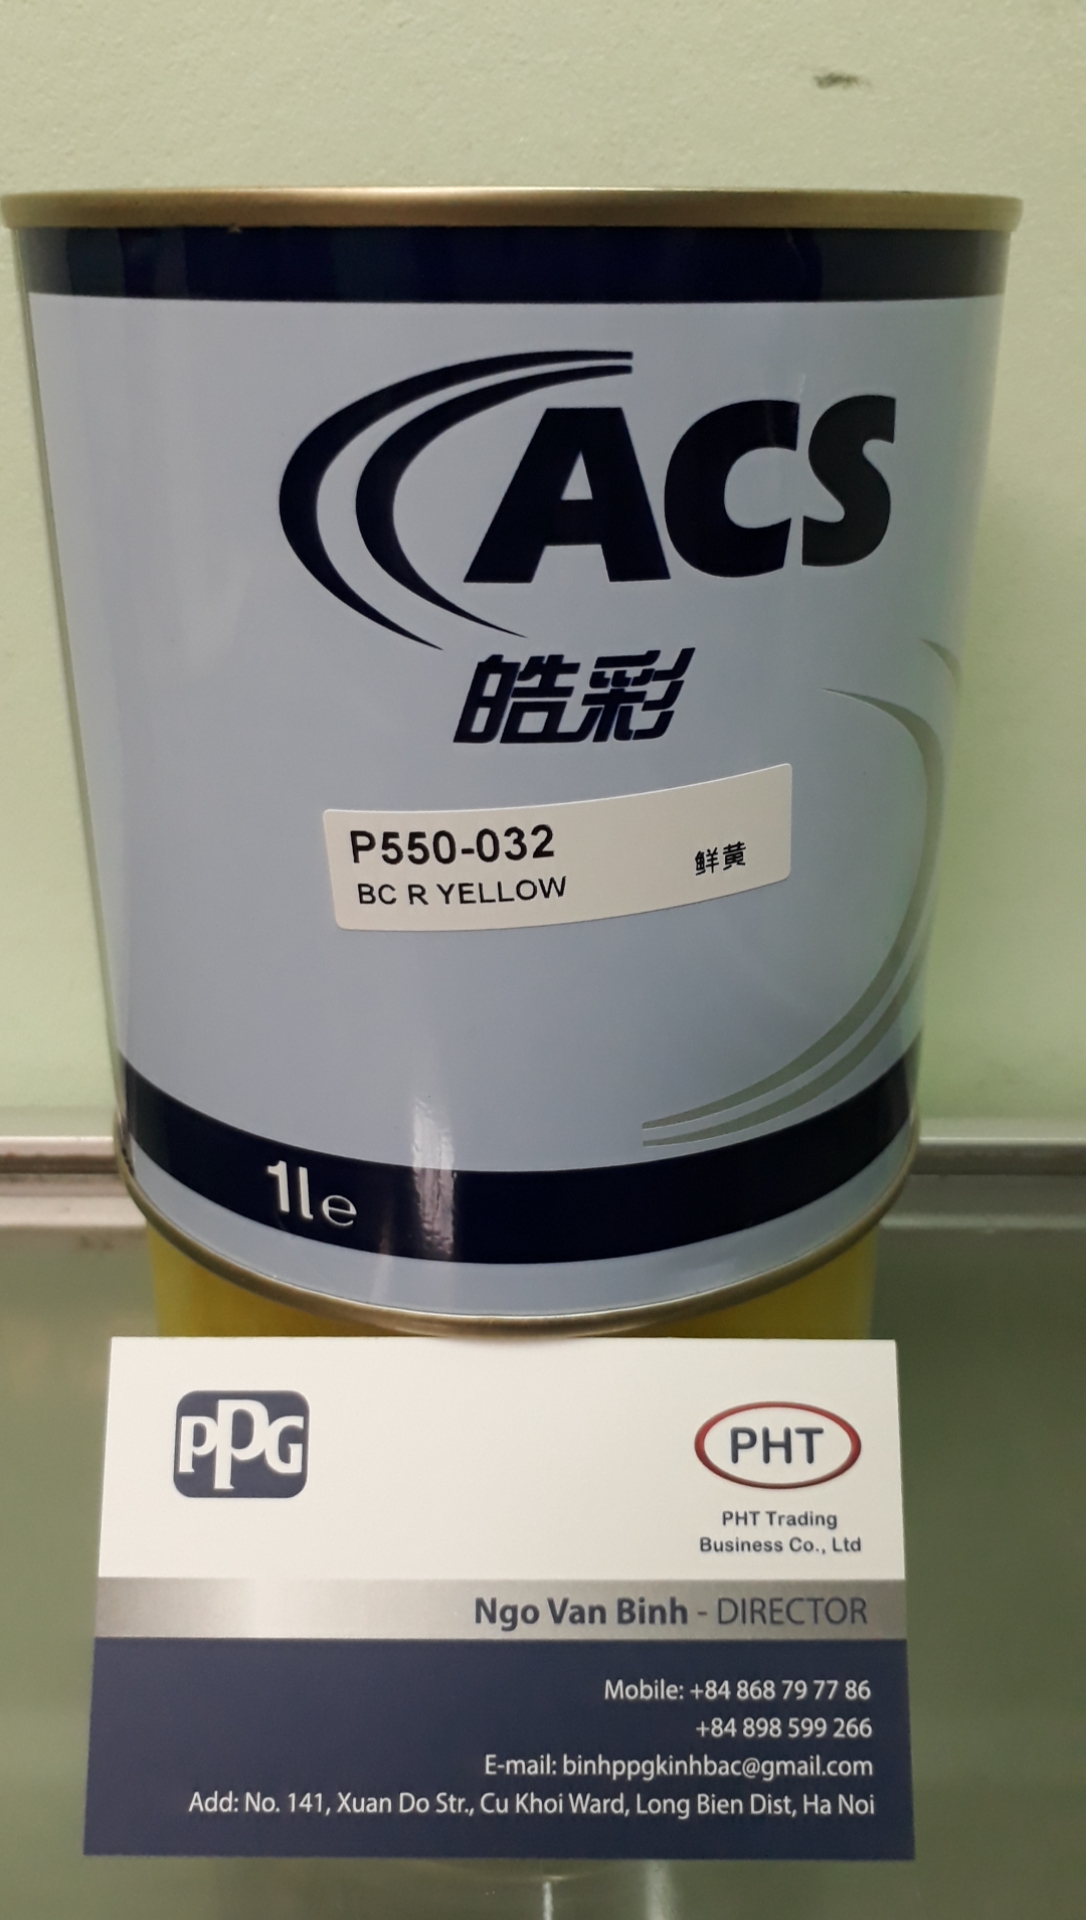 ACS
皓彩
P550-032
BC R YELLOW
鲜黄
1le
PPG
PHT
PHT Trading
Business Co., Ltd
Ngo Van Binh - DIRECTOR
Mobile: +84 868 79 77 86
+84 898 599 266
E-mail: binhppgkinhbac@gmail.com
Add: No. 141, Xuan Do Str., Cu Khoi Ward, Long Bien Dist, Ha Noi